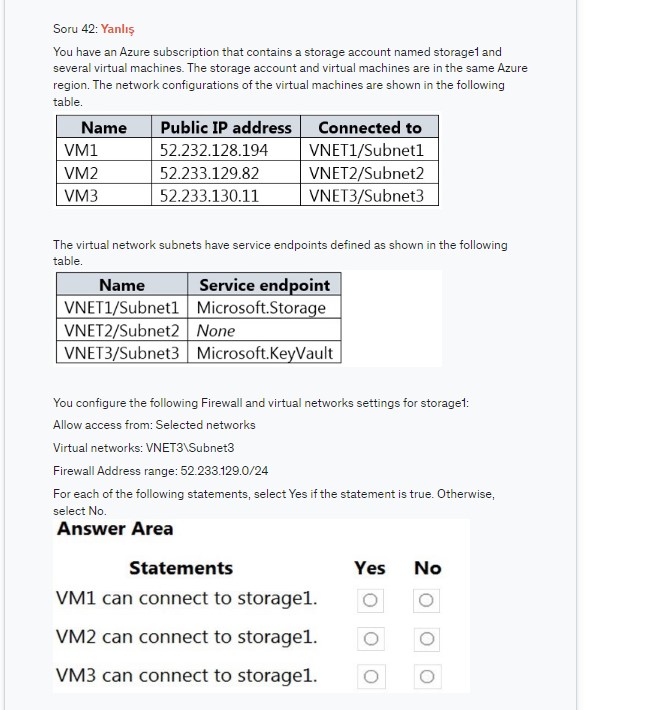 Soru 42: Yanlış
You have an Azure subscription that contains a storage account named storage1 and
several virtual machines. The storage account and virtual machines are in the same Azure
region. The network configurations of the virtual machines are shown in the following
table.
Name Public IP address Connected to
VM1 52.232.128.194 VNET1/Subnet1
VM2 52.233.129.82 VNET2/Subnet2
VM3 52.233.130.11 VNET3/Subnet3
The virtual network subnets have service endpoints defined as shown in the following
table.
Name Service endpoint
VNET1/Subnet1 Microsoft.Storage
VNET2/Subnet2 None
VNET3/Subnet3 Microsoft.KeyVault
You configure the following Firewall and virtual networks settings for storage1:
Allow access from: Selected networks
Virtual networks: VNET3\Subnet3
Firewall Address range: 52.233.129.0/24
For each of the following statements, select Yes if the statement is true. Otherwise,
select No.
Answer Area
Statements Yes No
VM1 can connect to storage1.
VM2 can connect to storage1.
VM3 can connect to storage1.